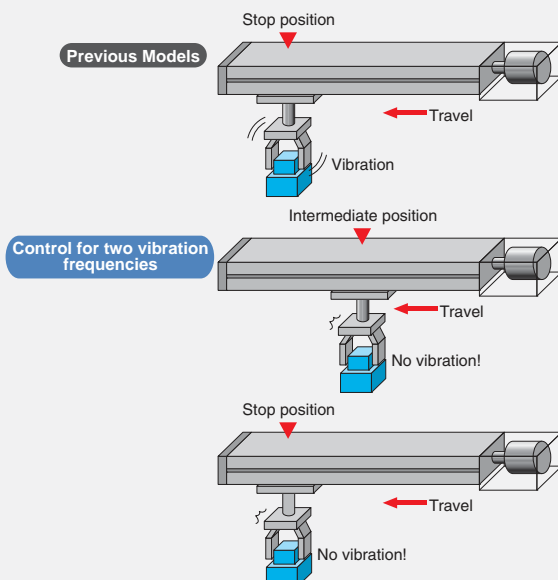 Stop position
Previous Models
Travel
Vibration
Intermediate position
Control for two vibration
frequencies
Travel
No vibration!
Stop position
Travel
No vibration!